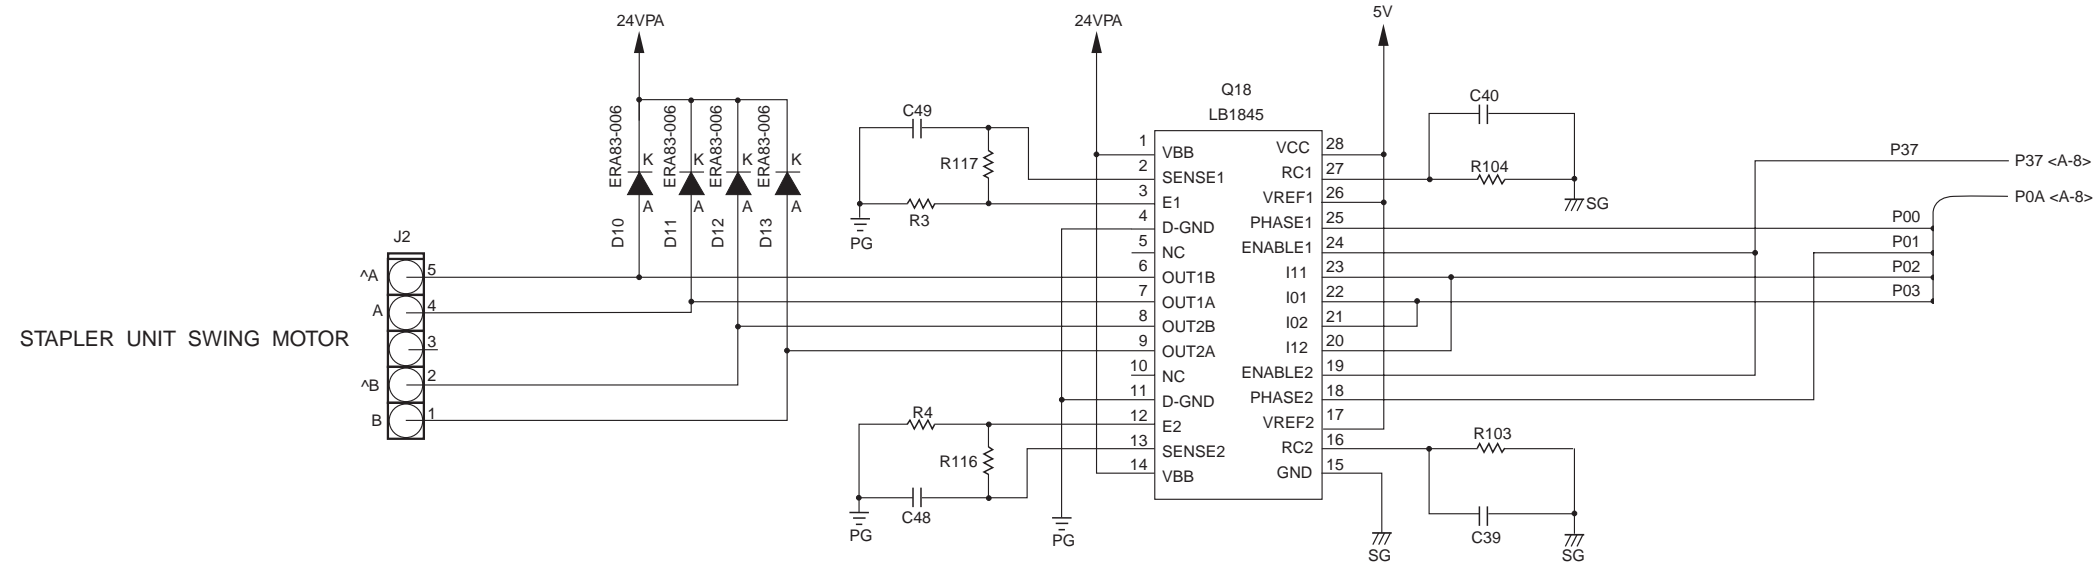 24VPA
24VPA
5V
Q18
LB1845
ERA83-006
ERA83-006
ERA83-006
ERA83-006
K
K
K
K
A
A
A
A
D10
D11
D12
D13
C49
R117
R3
PG
C40
R104
SG
J2
^A
5
A
4
3
^B
2
B
1
STAPLER UNIT SWING MOTOR
1
VBB
2
SENSE1
3
E1
4
D-GND
5
NC
6
OUT1B
7
OUT1A
8
OUT2B
9
OUT2A
10
NC
11
D-GND
12
E2
13
SENSE2
14
VBB
VCC
28
RC1
27
VREF1
26
PHASE1
25
ENABLE1
24
I11
23
I01
22
I02
21
I12
20
ENABLE2
19
PHASE2
18
VREF2
17
RC2
16
GND
15
P37
P37 <A-8>
P0A <A-8>
P00
P01
P02
P03
R4
R116
C48
PG
PG
R103
C39
SG
SG